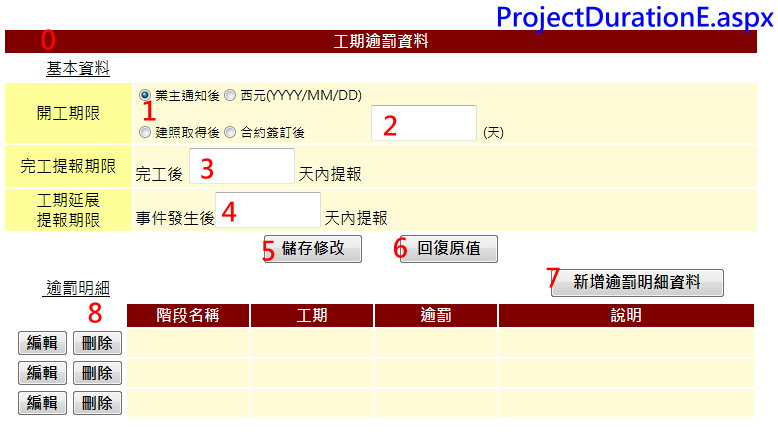 ProjectDurationE.aspx
0 工期逾罰資料
基本資料
開工期限 業主通知後 西元(YYYY/MM/DD)
1 建照取得後 合約簽訂後 2 (天)
完工提報期限 完工後 3 天內提報
工期延展
提報期限 事件發生後 4 天內提報
5 儲存修改 6 回復原值
7 新增逾罰明細資料
逾罰明細
8 階段名稱 工期 逾罰 說明
編輯 刪除
編輯 刪除
編輯 刪除